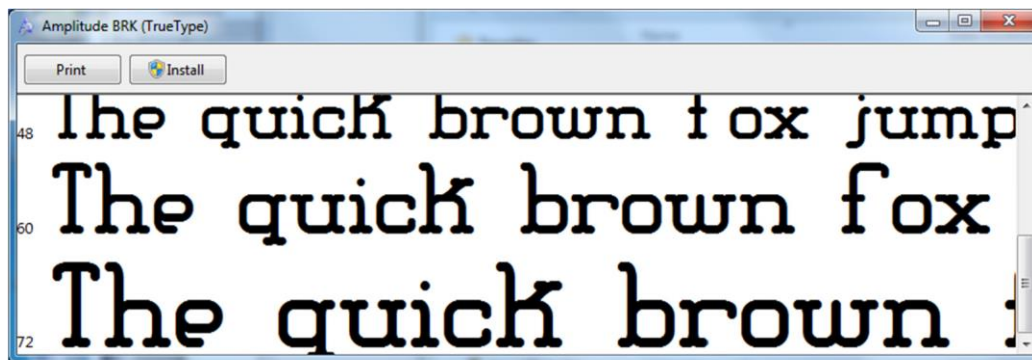 Amplitude BRK (TrueType)
Print Install
48 The quick brown fox jump
60 The quick brown fox
72 The quick brown